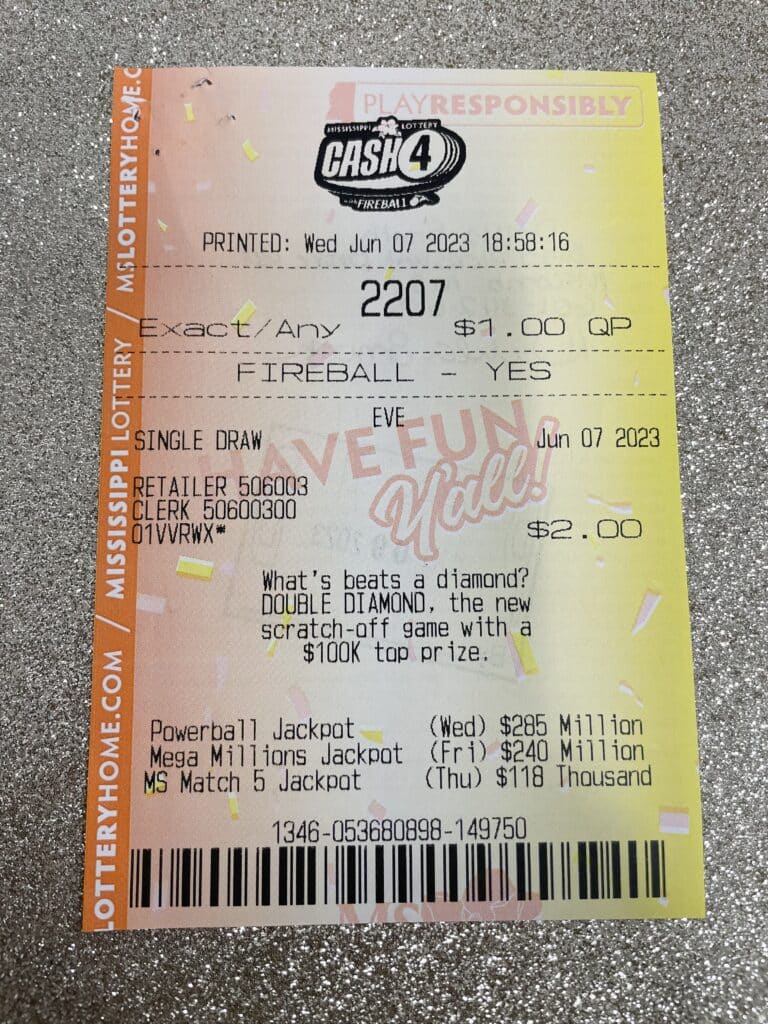 PLAYRESPONSIBLY
MISSISSIPPI LOTTERY
CASH 4
FIREBALL
PRINTED: Wed Jun 07 2023 18:58:16
2207
Exact/Any $1.00 QP
FIREBALL - YES
EVE
SINGLE DRAW Jun 07 2023
HAVE FUN
Y'all!
RETAILER 506003
CLERK 50600300
01VVRWX* $2.00
What's beats a diamond?
DOUBLE DIAMOND, the new
scratch-off game with a
$100K top prize.
Powerball Jackpot (Wed) $285 Million
Mega Millions Jackpot (Fri) $240 Million
MS Match 5 Jackpot (Thu) $118 Thousand
1346-053680898-149750
LOTTERYHOME.COM / MISSISSIPPI LOTTERY / MSLOTTERYHOME.C